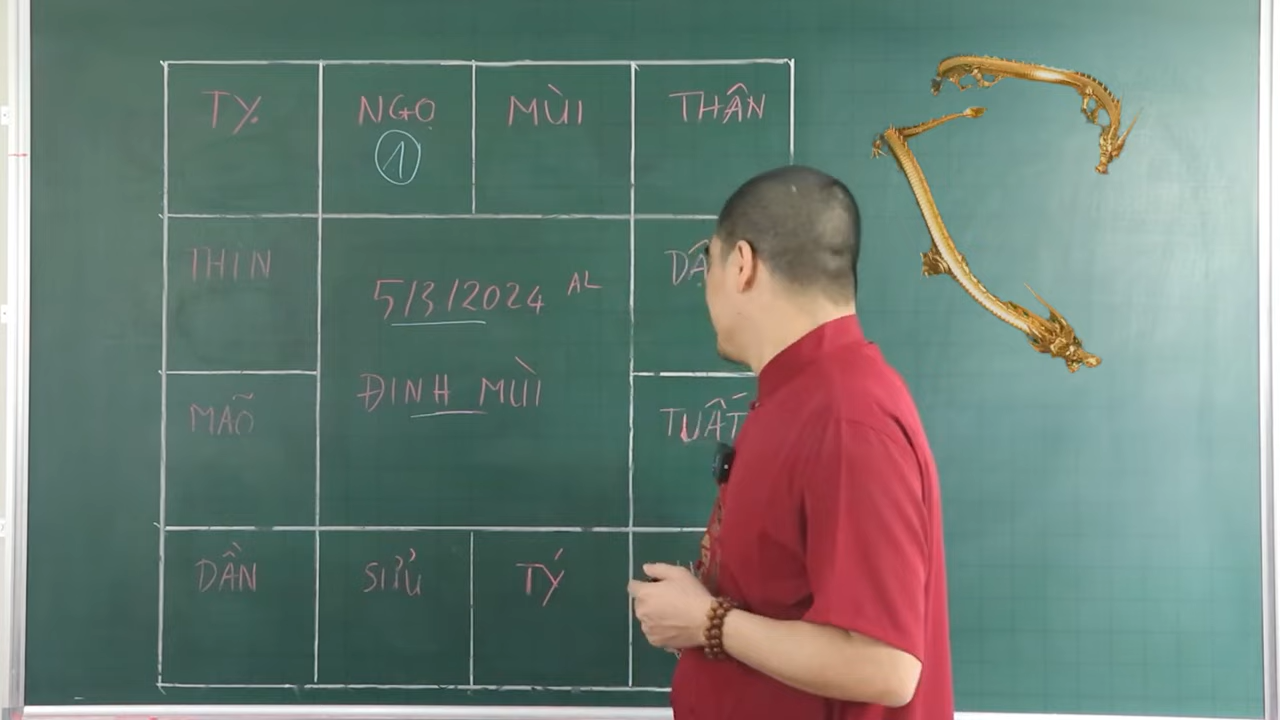 TỴ
NGỌ
MÙI
THÂN
1
THÌN
5/3/2024 AL
MÃO
ĐINH MÙI
TUẤT
DẦN
SỬU
TÝ